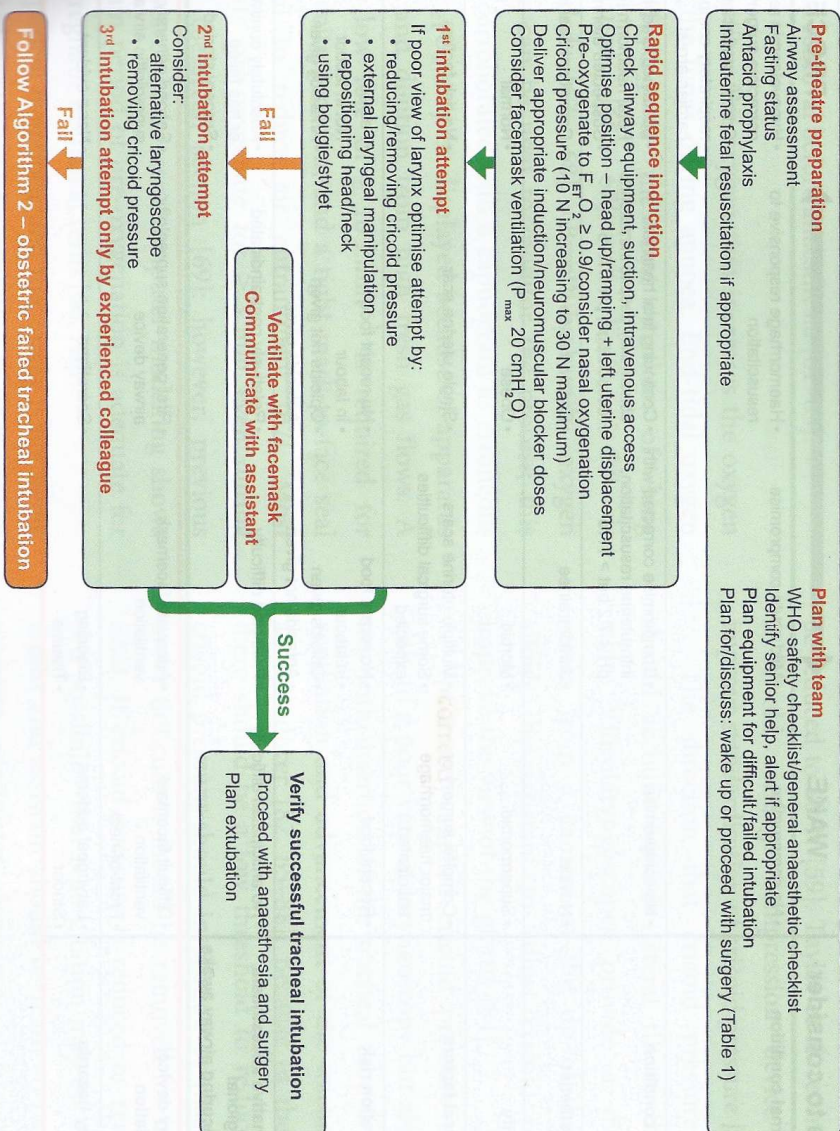 Pre-theatre preparation
Airway assessment
Fasting status
Antacid prophylaxis
Intrauterine fetal resuscitation if appropriate
Plan with team
WHO safety checklist/general anaesthetic checklist
Identify senior help, alert if appropriate
Plan equipment for difficult/failed intubation
Plan for/discuss: wake up or proceed with surgery (Table 1)
Rapid sequence induction
Check airway equipment, suction, intravenous access
Optimise position – head up/ramping + left uterine displacement
Pre-oxygenate to FETO2 ≥ 0.9/consider nasal oxygenation
Cricoid pressure (10 N increasing to 30 N maximum)
Deliver appropriate induction/neuromuscular blocker doses
Consider facemask ventilation (Pmax 20 cmH2O)
1st intubation attempt
If poor view of larynx optimise attempt by:
• reducing/removing cricoid pressure
• external laryngeal manipulation
• repositioning head/neck
• using bougie/stylet
Fail
Ventilate with facemask
Communicate with assistant
Success
Verify successful tracheal intubation
Proceed with anaesthesia and surgery
Plan extubation
2nd intubation attempt
Consider:
• alternative laryngoscope
• removing cricoid pressure
3rd Intubation attempt only by experienced colleague
Fail
Follow Algorithm 2 – obstetric failed tracheal intubation